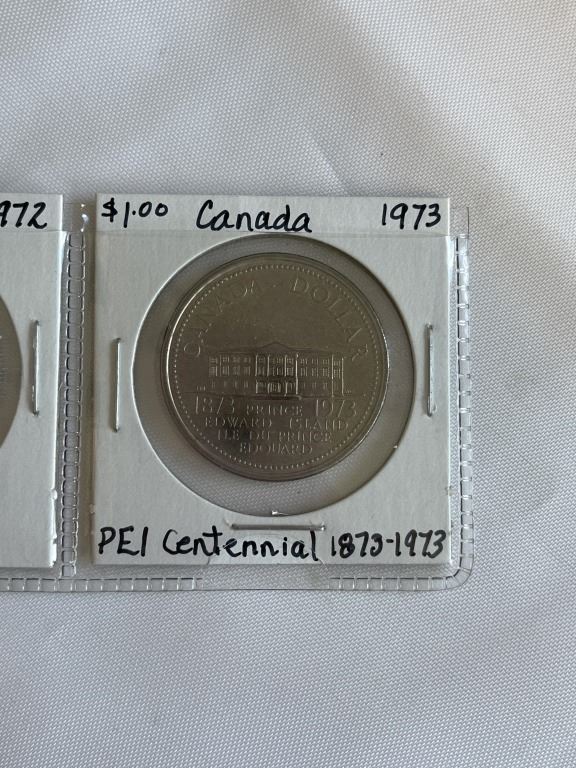 972
$1.00 Canada 1973
CANADA DOLLAR
1873 PRINCE 1973
EDWARD ISLAND
ILE DU PRINCE
EDOUARD
PEI Centennial 1873-1973